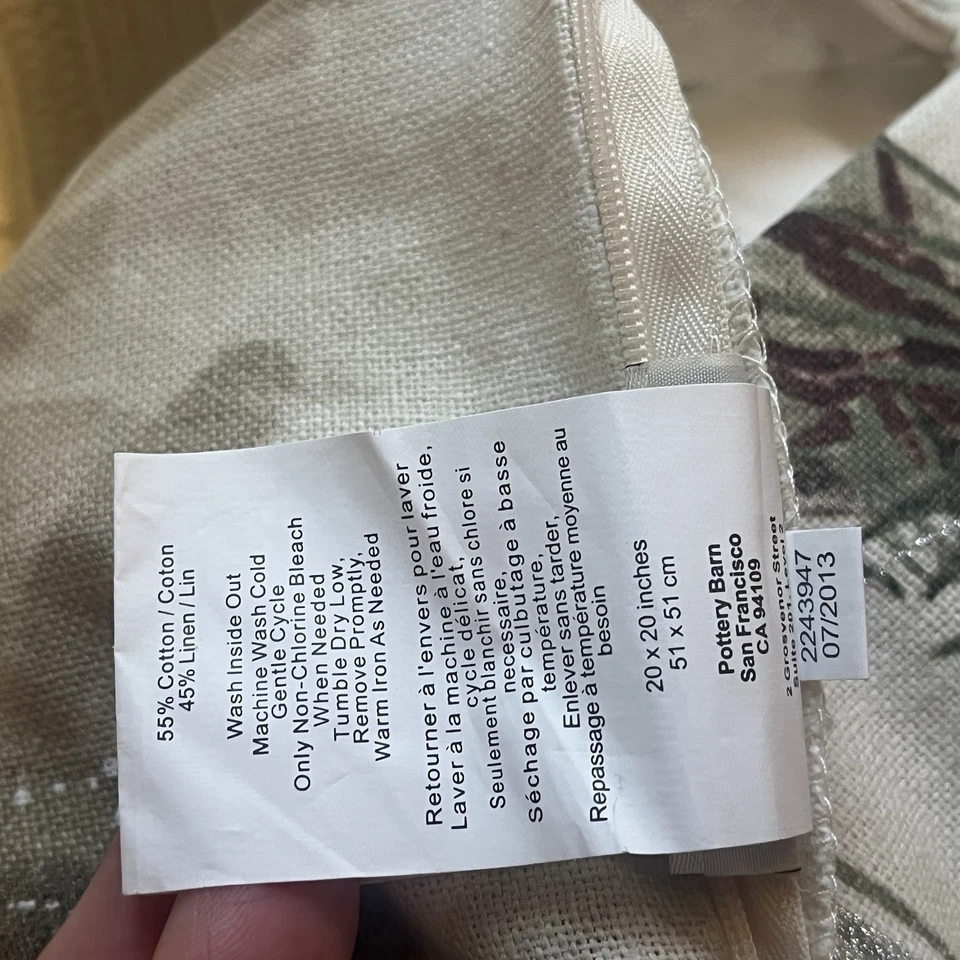 55% Cotton / Coton
45% Linen / Lin
Wash Inside Out
Machine Wash Cold
Gentle Cycle
Only Non-Chlorine Bleach
When Needed
Tumble Dry Low,
Remove Promptly,
Warm Iron As Needed
Retourner à l'envers pour laver
Laver à la machine à l'eau froide,
cycle délicat,
Seulement blanchir sans chlore si
necessaire,
Séchage par culbutage à basse
température,
Enlever sans tarder,
Repassage à température moyenne au
besoin
20 x 20 inches
51 x 51 cm
Pottery Barn
San Francisco
CA 94109
2 Grosvenor Street
Suite 201, Level 2
2243947
07/2013